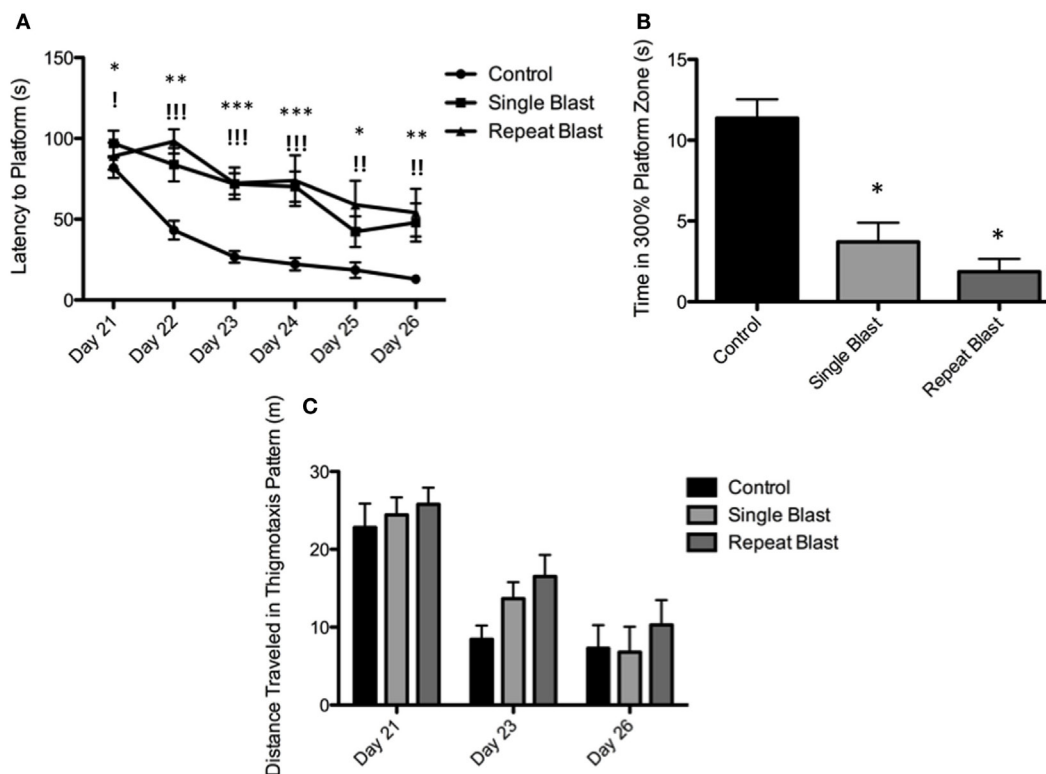 A
Latency to Platform (s)
150
100
50
0
* ** *** *** * **
! !!! !!! !!! !! !!
Day 21 Day 22 Day 23 Day 24 Day 25 Day 26
Control
Single Blast
Repeat Blast
B
Time in 300% Platform Zone (s)
15
10
5
0
* *
Control Single Blast Repeat Blast
C
Distance Traveled in Thigmotaxis Pattern (m)
30
20
10
0
Day 21 Day 23 Day 26
Control
Single Blast
Repeat Blast